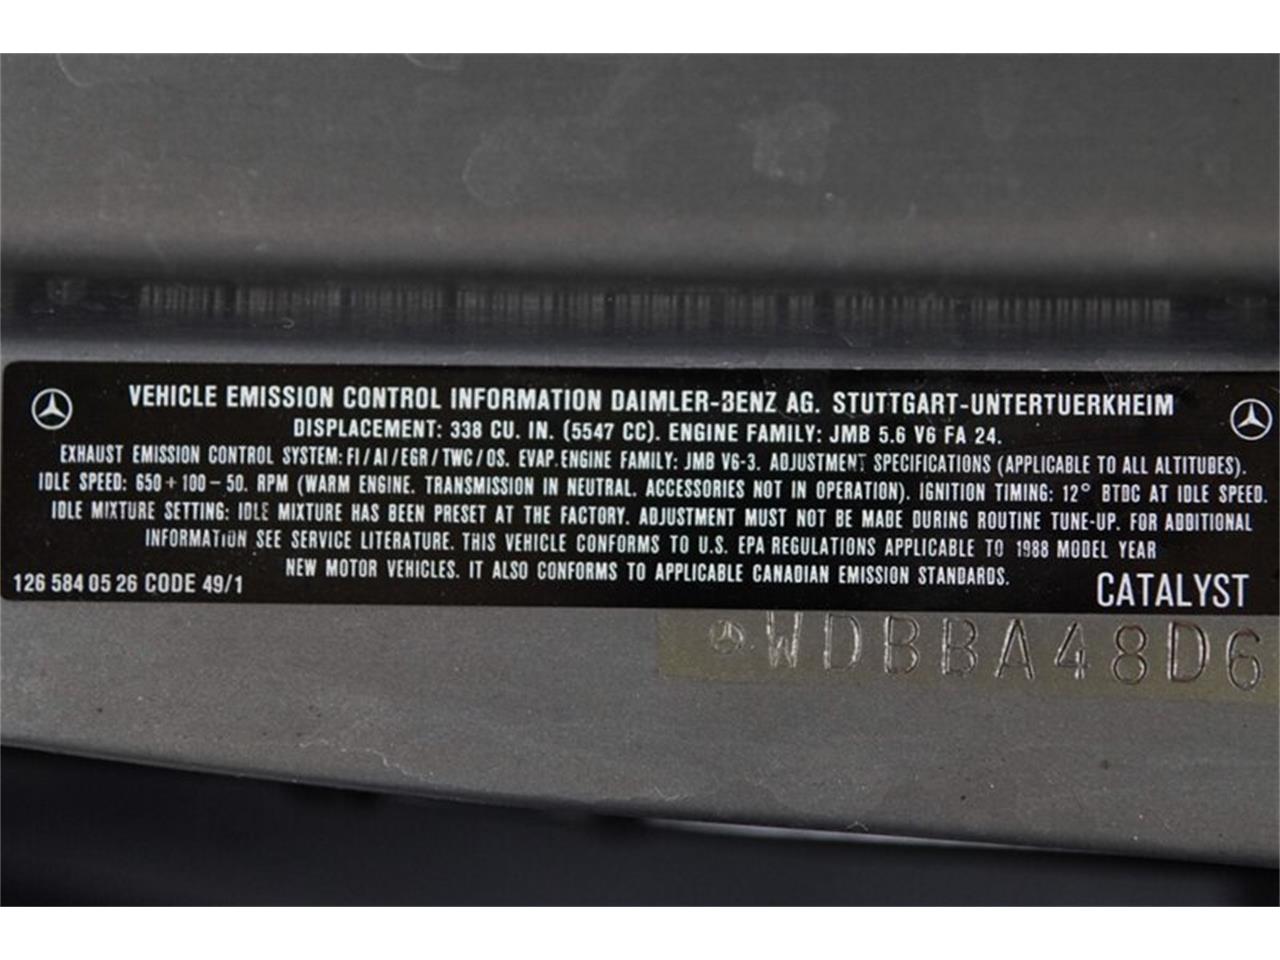 VEHICLE EMISSION CONTROL INFORMATION DAIMLER-BENZ AG. STUTTGART-UNTERTUERKHEIM
DISPLACEMENT: 338 CU. IN. (5547 CC). ENGINE FAMILY: JMB 5.6 V6 FA 24.
EXHAUST EMISSION CONTROL SYSTEM: FI/AI/EGR/TWC/OS. EVAP.ENGINE FAMILY: JMB V6-3. ADJUSTMENT SPECIFICATIONS (APPLICABLE TO ALL ALTITUDES).
IDLE SPEED: 650+100-50. RPM (WARM ENGINE. TRANSMISSION IN NEUTRAL. ACCESSORIES NOT IN OPERATION). IGNITION TIMING: 12° BTDC AT IDLE SPEED.
IDLE MIXTURE SETTING: IDLE MIXTURE HAS BEEN PRESET AT THE FACTORY. ADJUSTMENT MUST NOT BE MADE DURING ROUTINE TUNE-UP. FOR ADDITIONAL
INFORMATION SEE SERVICE LITERATURE. THIS VEHICLE CONFORMS TO U.S. EPA REGULATIONS APPLICABLE TO 1988 MODEL YEAR
NEW MOTOR VEHICLES. IT ALSO CONFORMS TO APPLICABLE CANADIAN EMISSION STANDARDS.
126 584 05 26 CODE 49/1
CATALYST
WDBBA48D6